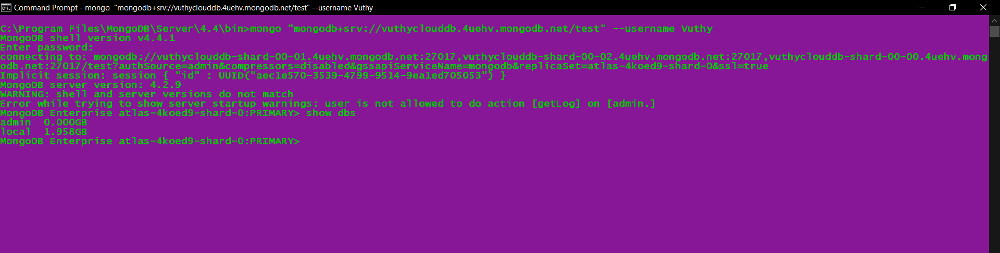 Command Prompt - mongo "mongodb+srv://vuthyclouddb.4uehv.mongodb.net/test" --username Vuthy
C:\Program Files\MongoDB\Server\4.4\bin>mongo "mongodb+srv://vuthyclouddb.4uehv.mongodb.net/test" --username Vuthy
MongoDB shell version v4.4.1
Enter password:
connecting to: mongodb://vuthyclouddb-shard-00-01.4uehv.mongodb.net:27017,vuthyclouddb-shard-00-02.4uehv.mongodb.net:27017,vuthyclouddb-shard-00-00.4uehv.mong
odb.net:27017/test?authSource=admin&compressors=disabled&gssapiServiceName=mongodb&replicaSet=atlas-4koed9-shard-0&ssl=true
Implicit session: session { "id" : UUID("aec1e570-3539-4799-9514-9ea1ed705053") }
MongoDB server version: 4.2.9
WARNING: shell and server versions do not match
Error while trying to show server startup warnings: user is not allowed to do action [getLog] on [admin.]
MongoDB Enterprise atlas-4koed9-shard-0:PRIMARY> show dbs
admin  0.000GB
local  1.958GB
MongoDB Enterprise atlas-4koed9-shard-0:PRIMARY>